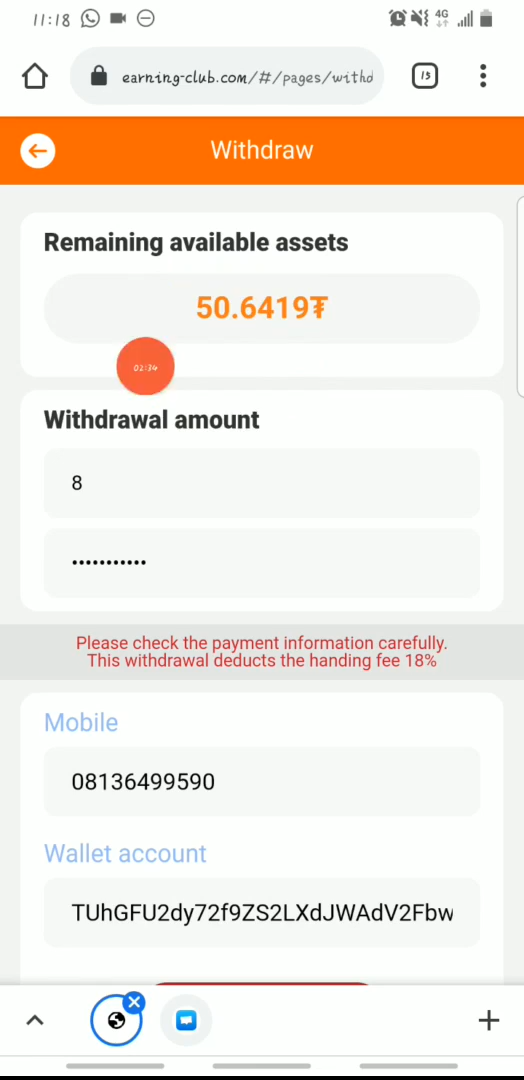 11:18 4G
earning-club.com/#/pages/withd 15
Withdraw
Remaining available assets
50.6419₮
02:34
Withdrawal amount
8
•••••••••••
Please check the payment information carefully.
This withdrawal deducts the handing fee 18%
Mobile
08136499590
Wallet account
TUhGFU2dy72f9ZS2LXdJWAdV2Fbw